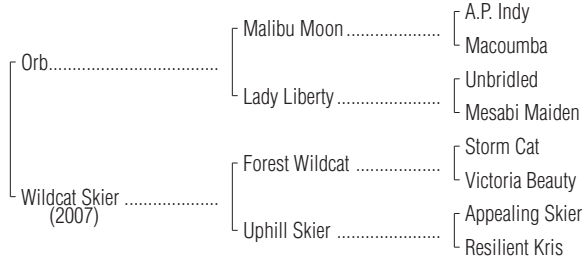 A.P. Indy
Malibu Moon
Macoumba
Orb
Unbridled
Lady Liberty
Mesabi Maiden
Storm Cat
Forest Wildcat
Victoria Beauty
Wildcat Skier
(2007)
Appealing Skier
Uphill Skier
Resilient Kris